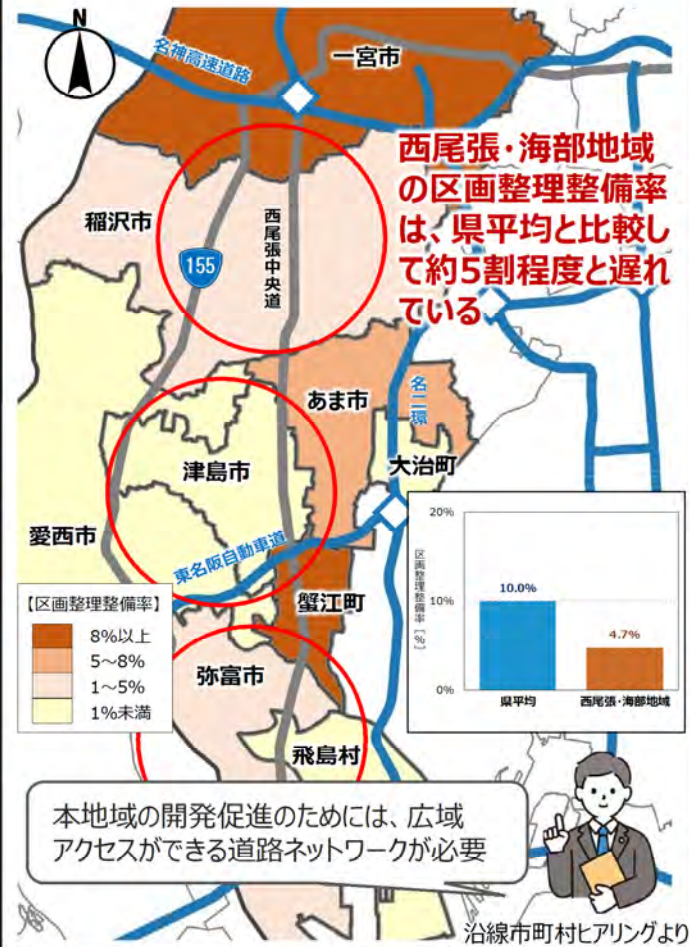 N
名神高速道路
一宮市
西尾張・海部地域
の区画整理整備率
は、県平均と比較し
て約5割程度と遅れ
ている
稲沢市
155
西尾張中央道
あま市
名二環
大治町
津島市
愛西市
東名阪自動車道
蟹江町
弥富市
飛島村
【区画整理整備率】
8%以上
5～8%
1～5%
1%未満
区画整理整備率 [%]
20%
10%
0%
10.0%
4.7%
県平均
西尾張・海部地域
本地域の開発促進のためには、広域
アクセスができる道路ネットワークが必要
沿線市町村ヒアリングより